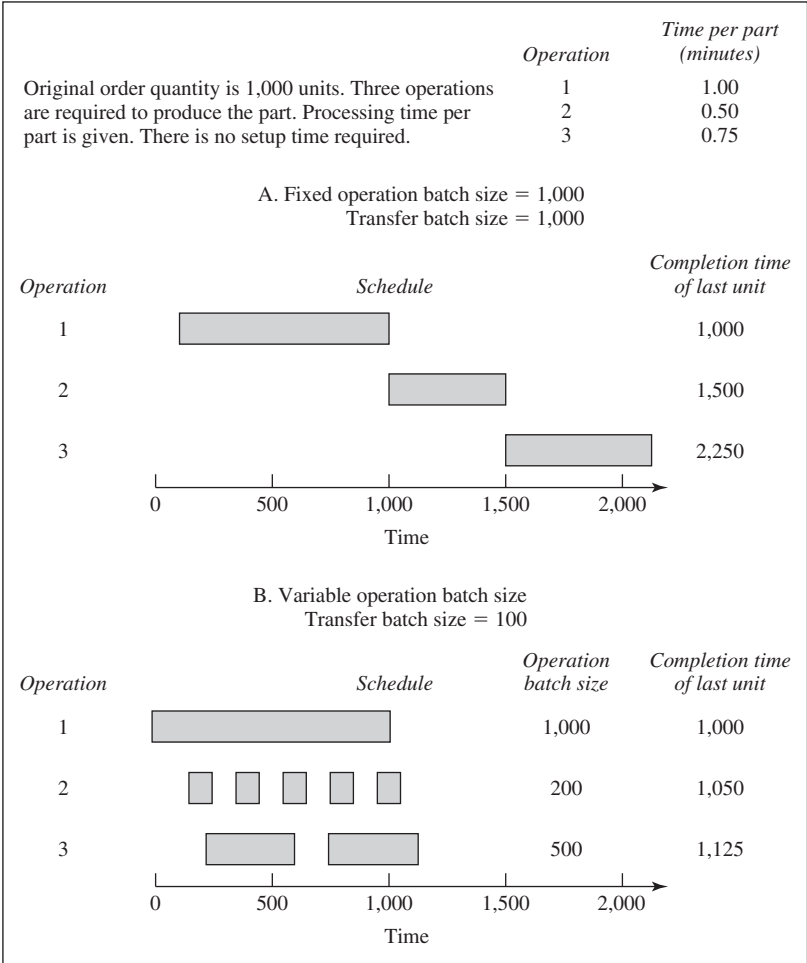 Time per part
Operation (minutes)
Original order quantity is 1,000 units. Three operations 1 1.00
are required to produce the part. Processing time per 2 0.50
part is given. There is no setup time required. 3 0.75
A. Fixed operation batch size = 1,000
Transfer batch size = 1,000
Completion time
Operation Schedule of last unit
1 1,000
2 1,500
3 2,250
0 500 1,000 1,500 2,000
Time
B. Variable operation batch size
Transfer batch size = 100
Operation Completion time
Operation Schedule batch size of last unit
1 1,000 1,000
2 200 1,050
3 500 1,125
0 500 1,000 1,500 2,000
Time